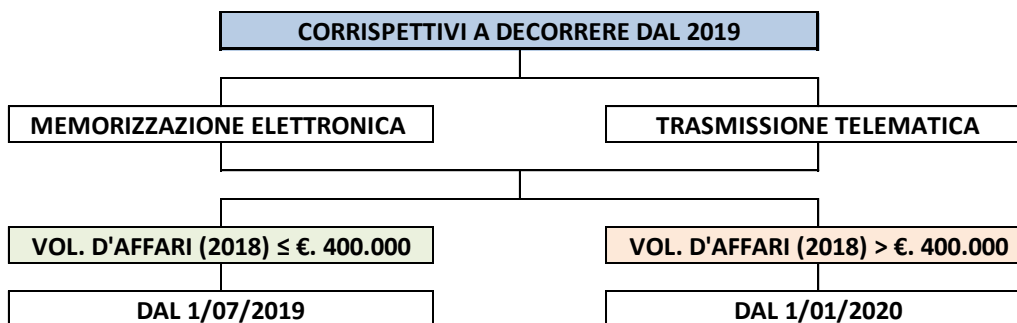 CORRISPETTIVI A DECORRERE DAL 2019
MEMORIZZAZIONE ELETTRONICA
TRASMISSIONE TELEMATICA
VOL. D'AFFARI (2018) ≤ €. 400.000
VOL. D'AFFARI (2018) > €. 400.000
DAL 1/07/2019
DAL 1/01/2020